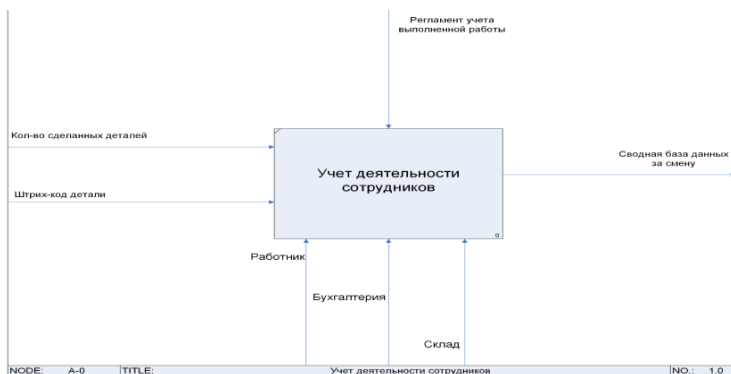 Регламент учета
выполненной работы
Кол-во сделанных деталей
Сводная база данных
за смену
Учет деятельности
сотрудников
Штрих-код детали
0
Работник
Бухгалтерия
Склад
NODE: A-0 TITLE: Учет деятельности сотрудников NO.: 1.0